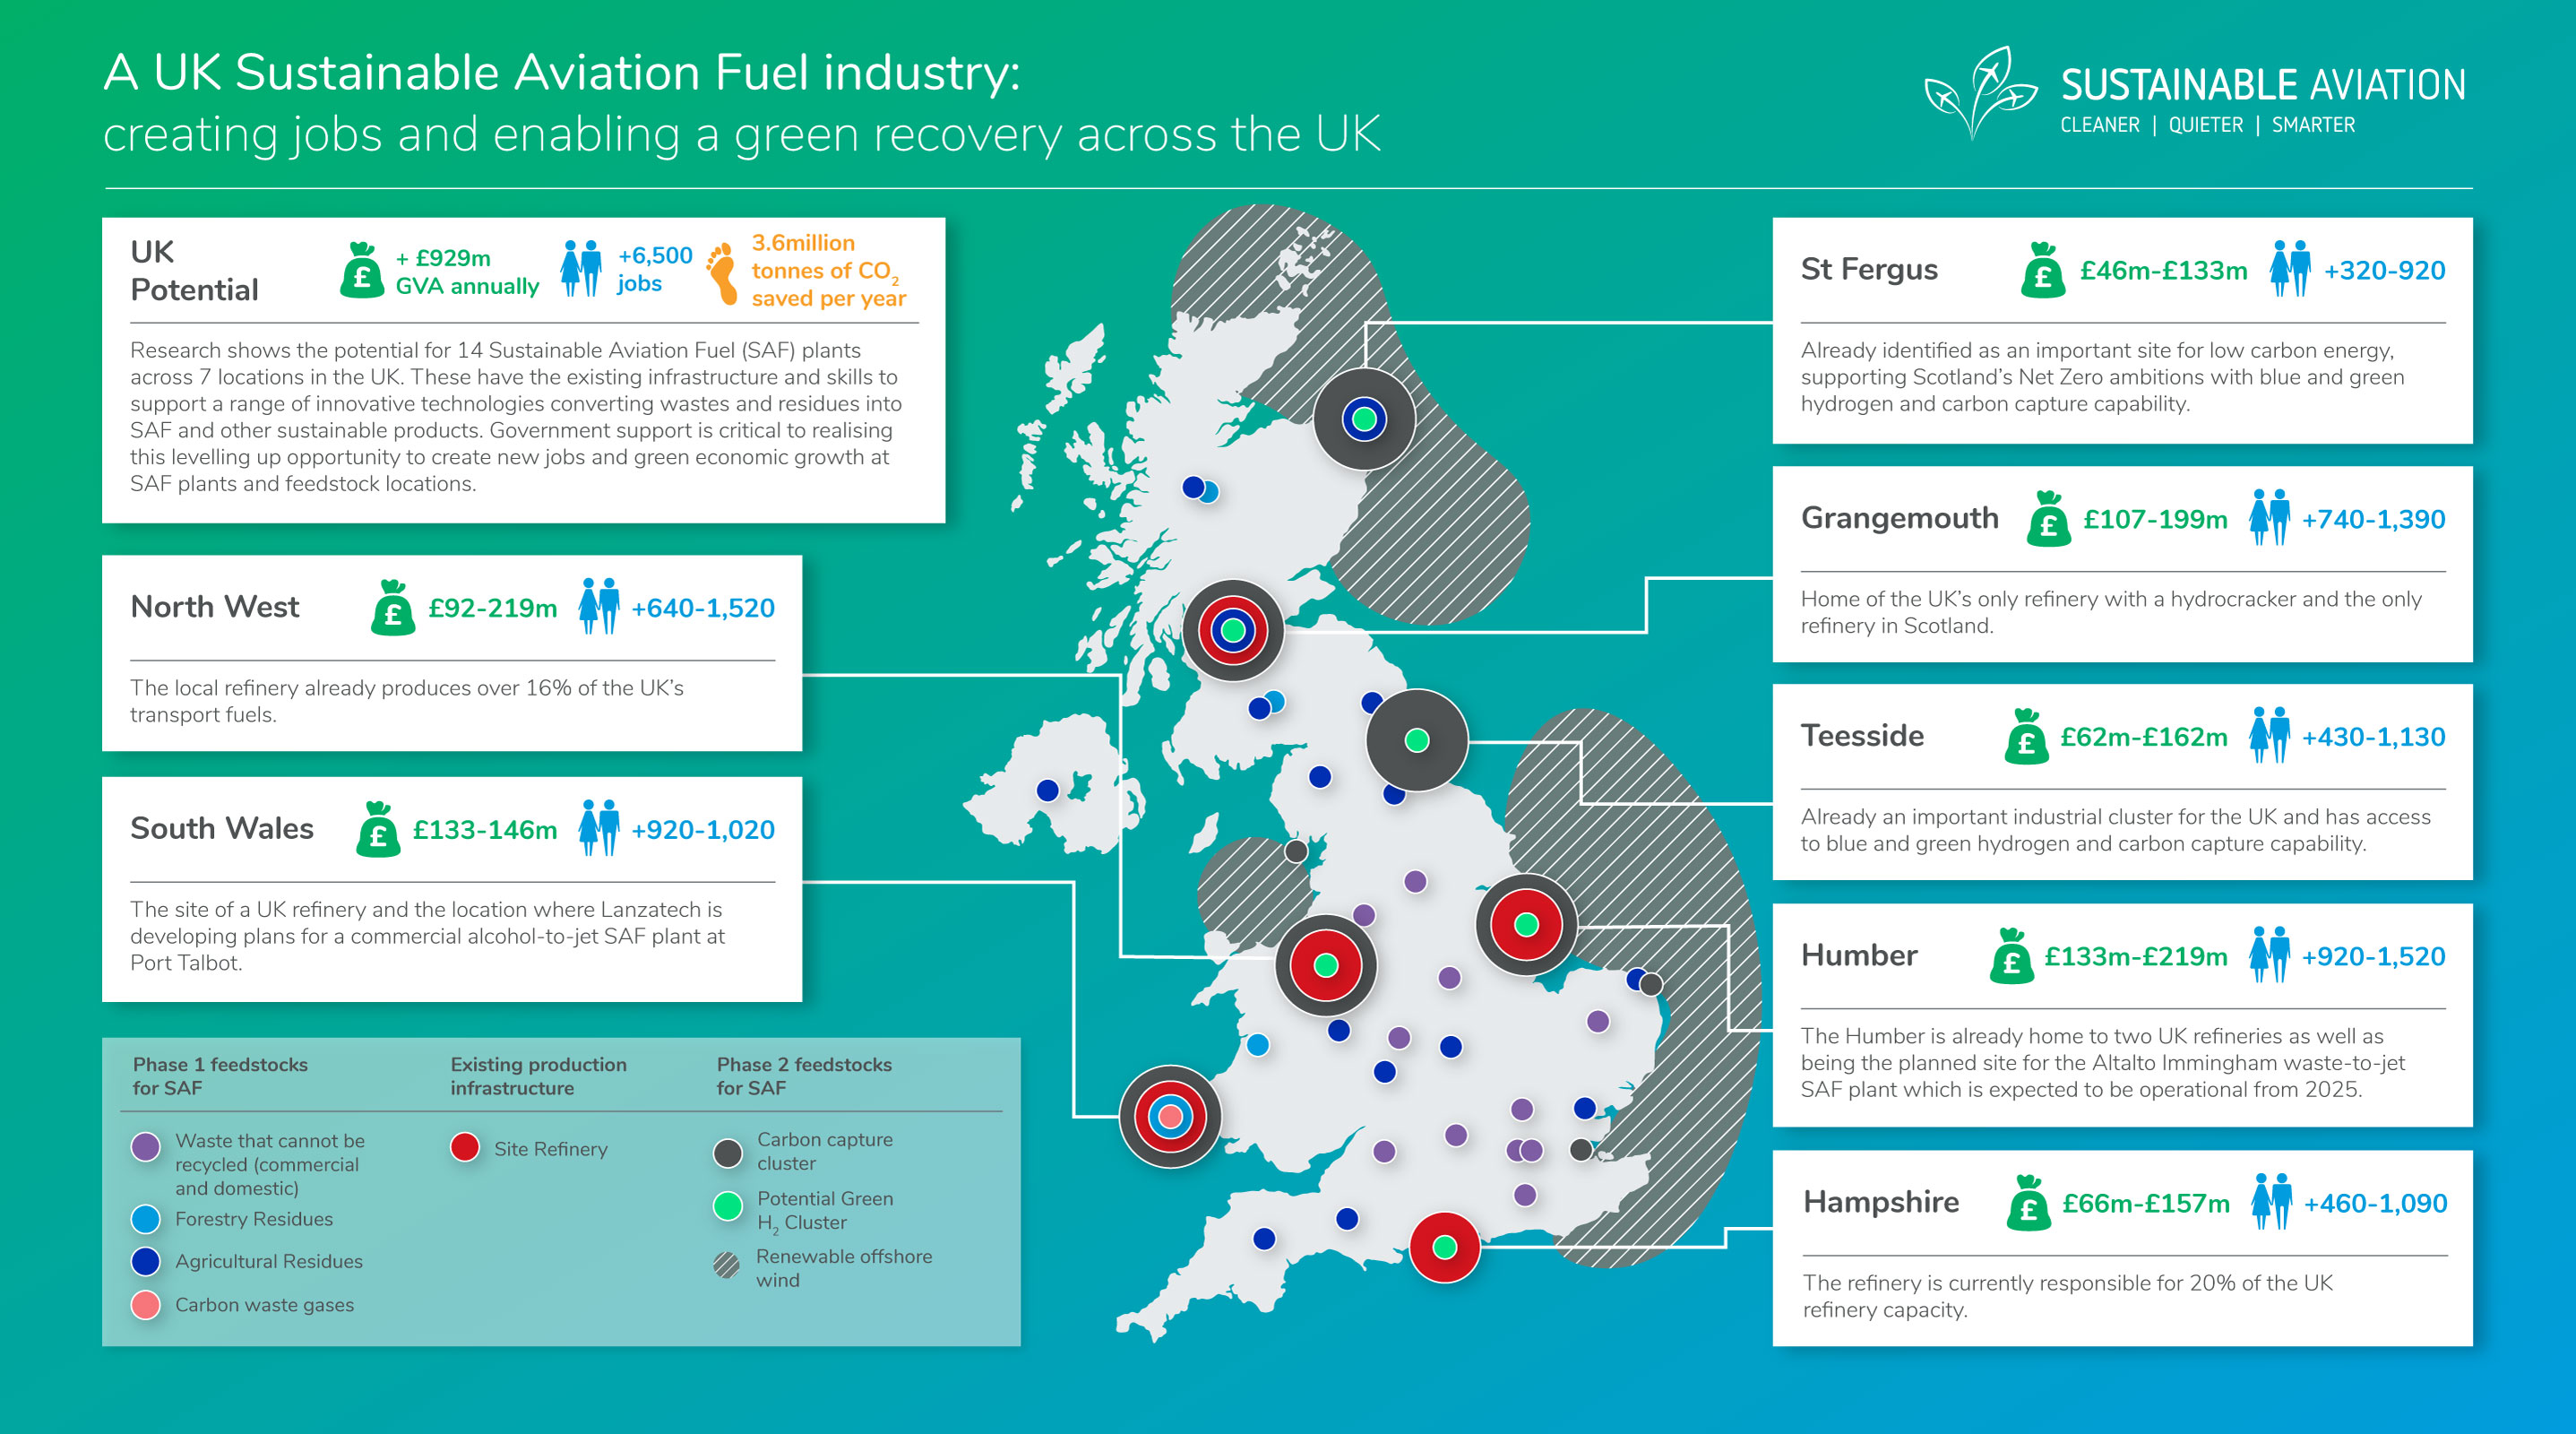 A UK Sustainable Aviation Fuel industry:
creating jobs and enabling a green recovery across the UK
SUSTAINABLE AVIATION
CLEANER | QUIETER | SMARTER
UK
Potential
+ £929m
GVA annually
+6,500
jobs
3.6million
tonnes of CO₂
saved per year
Research shows the potential for 14 Sustainable Aviation Fuel (SAF) plants
across 7 locations in the UK. These have the existing infrastructure and skills to
support a range of innovative technologies converting wastes and residues into
SAF and other sustainable products. Government support is critical to realising
this levelling up opportunity to create new jobs and green economic growth at
SAF plants and feedstock locations.
North West
£
£92-219m
+640-1,520
The local refinery already produces over 16% of the UK's
transport fuels.
South Wales
£
£133-146m
+920-1,020
The site of a UK refinery and the location where Lanzatech is
developing plans for a commercial alcohol-to-jet SAF plant at
Port Talbot.
Phase 1 feedstocks
for SAF
Waste that cannot be
recycled (commercial
and domestic)
Forestry Residues
Agricultural Residues
Carbon waste gases
Existing production
infrastructure
Site Refinery
Phase 2 feedstocks
for SAF
Carbon capture
cluster
Potential Green
H₂ Cluster
Renewable offshore
wind
St Fergus
£
£46m-£133m
+320-920
Already identified as an important site for low carbon energy,
supporting Scotland's Net Zero ambitions with blue and green
hydrogen and carbon capture capability.
Grangemouth
£
£107-199m
+740-1,390
Home of the UK's only refinery with a hydrocracker and the only
refinery in Scotland.
Teesside
£
£62m-£162m
+430-1,130
Already an important industrial cluster for the UK and has access
to blue and green hydrogen and carbon capture capability.
Humber
£
£133m-£219m
+920-1,520
The Humber is already home to two UK refineries as well as
being the planned site for the Altalto Immingham waste-to-jet
SAF plant which is expected to be operational from 2025.
Hampshire
£
£66m-£157m
+460-1,090
The refinery is currently responsible for 20% of the UK
refinery capacity.